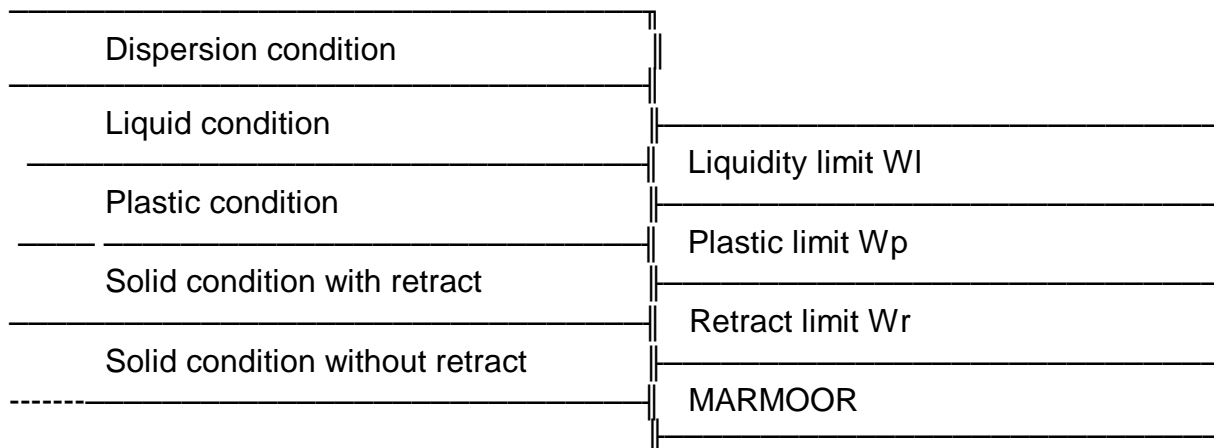 Dispersion condition
Liquid condition
Liquidity limit Wl
Plastic condition
Plastic limit Wp
Solid condition with retract
Retract limit Wr
Solid condition without retract
MARMOOR